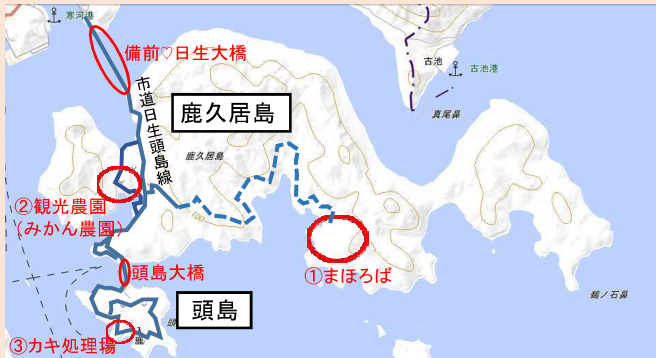 寒河港
備前♡日生大橋
古池
古池港
市道日生頭島線
鹿久居島
真尾鼻
鹿久居島
②観光農園
(みかん農園)
100
①まほろば
頭島大橋
鶴ノ石鼻
頭島
頭
③カキ処理場